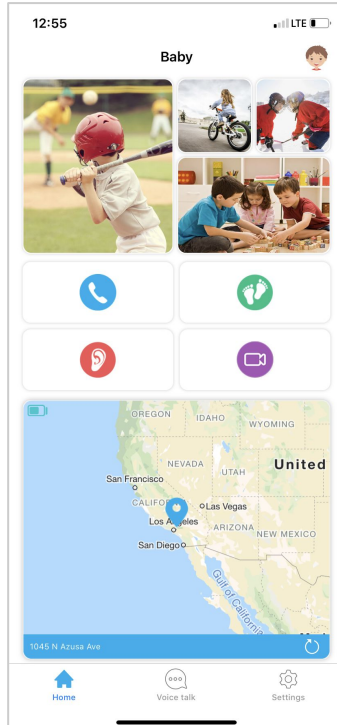 12:55
LTE
Baby
OREGON
IDAHO
WYOMING
NEVADA
UTAH
United
San Francisco
CALIFO
Las Vegas
Los Angeles
ARIZONA
NEW MEXICO
San Diego
Gulf of California
1045 N Azusa Ave
Home
Voice talk
Settings